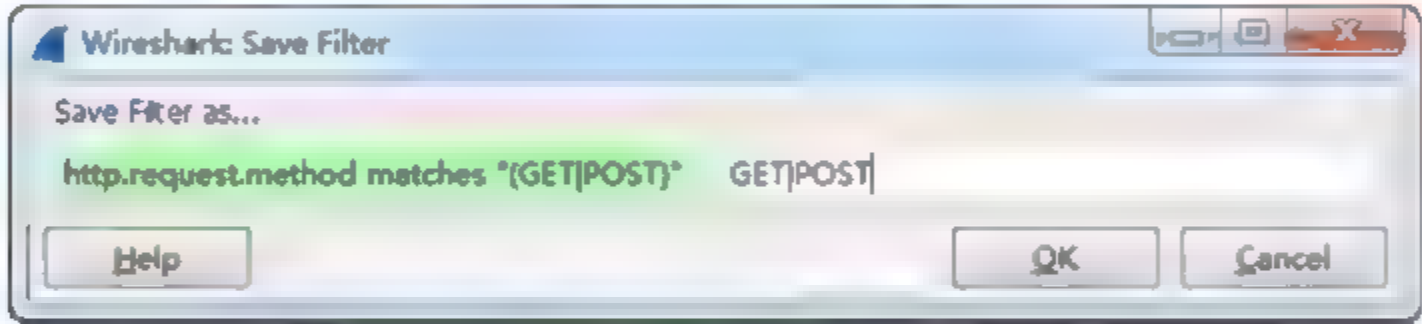 Wireshark: Save Filter
Save Filter as...
http.request.method matches "(GET|POST)" GET|POST
Help OK Cancel